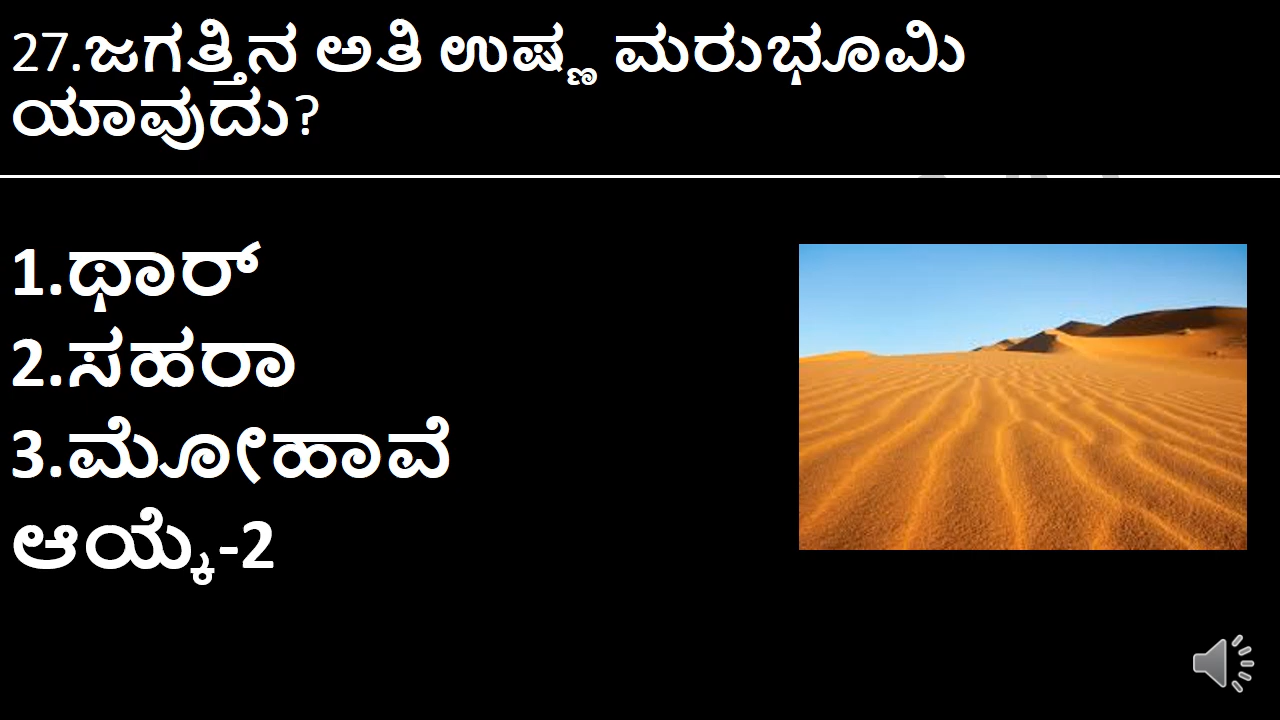 27.ಜಗತ್ತಿನ ಅತಿ ಉಷ್ಣ ಮರುಭೂಮಿ
ಯಾವುದು?
1.ಥಾರ್
2.ಸಹರಾ
3.ಮೋಹಾವೆ
ಆಯ್ಕೆ-2